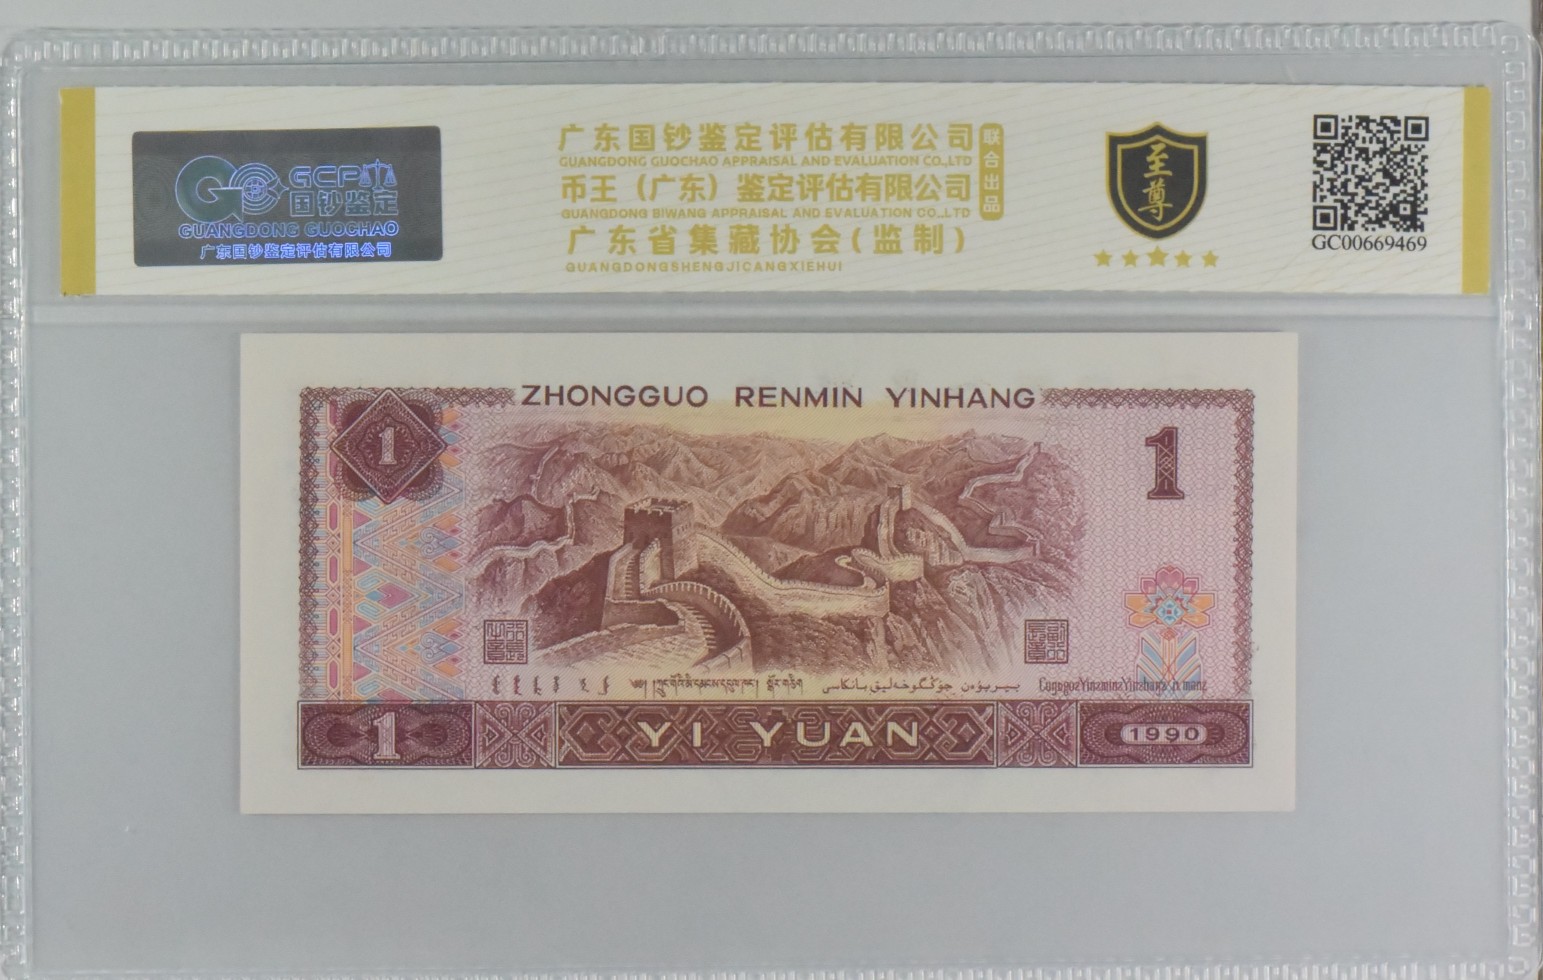 GCP
国钞鉴定
GUANGDONG GUOCHAO
广东国钞鉴定评估有限公司
广东国钞鉴定评估有限公司
GUANGDONG GUOCHAO APPRAISAL AND EVALUATION CO.,LTD
币王（广东）鉴定评估有限公司
GUANGDONG BIWANG APPRAISAL AND EVALUATION CO.,LTD
广东省集藏协会(监制)
GUANGDONGSHENGJICANGXIEHUI
联合出品
至尊
GC00669469
ZHONGGUO RENMIN YINHANG
1
1
1
YI YUAN
1990